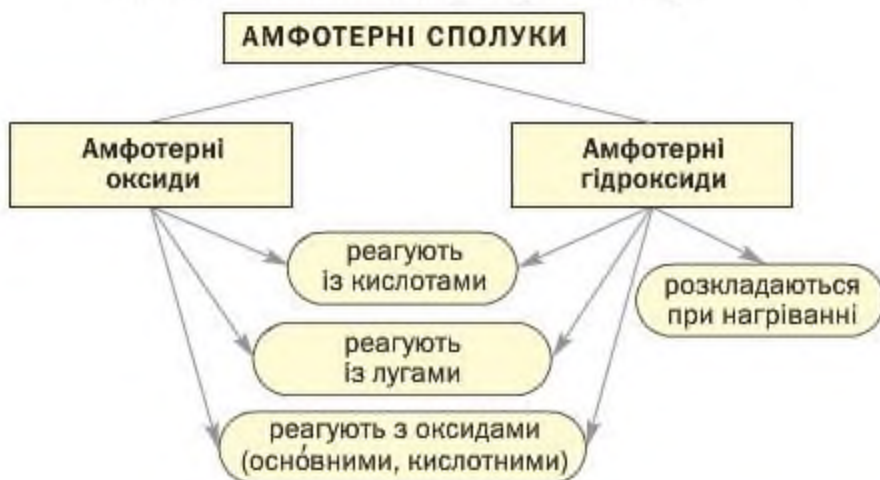 АМФОТЕРНІ СПОЛУКИ
Амфотерні
оксиди
Амфотерні
гідроксиди
реагують
із кислотами
розкладаються
при нагріванні
реагують
із лугами
реагують з оксидами
(осно́вними, кислотними)